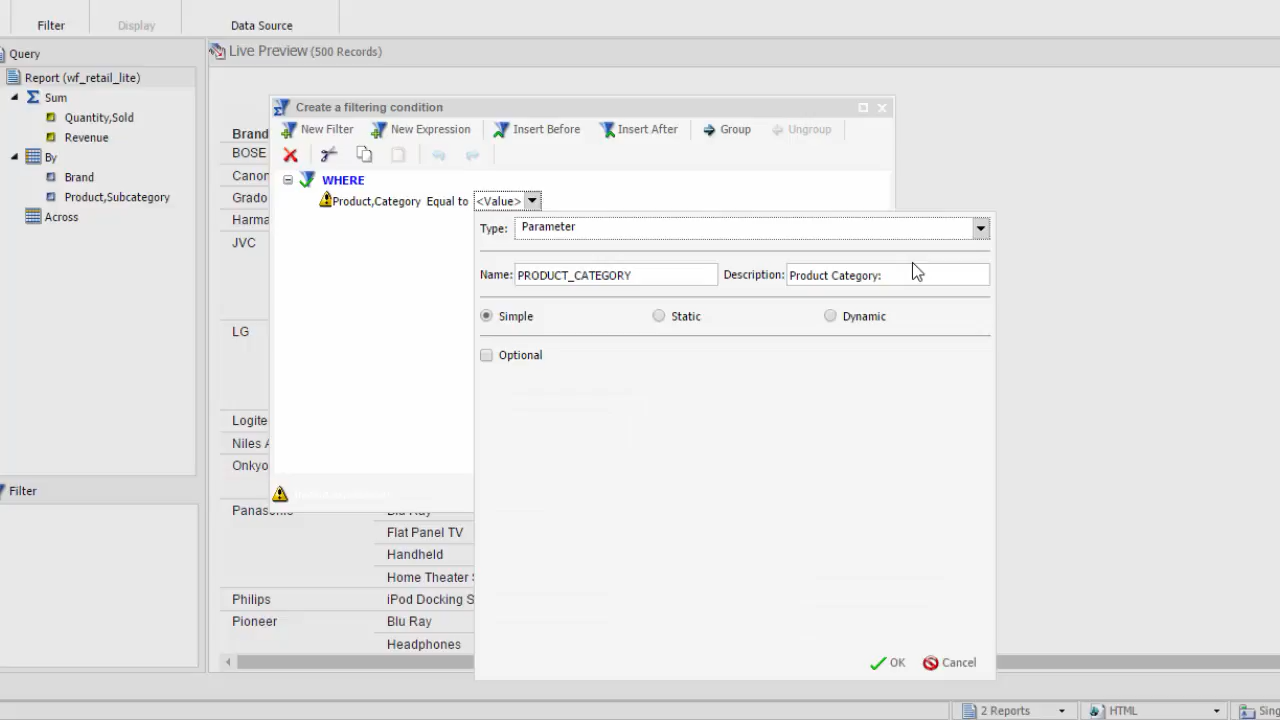 Filter
Display
Data Source
Query
Live Preview (500 Records)
Report (wf_retail_lite)
Sum
Quantity,Sold
Revenue
By
Brand
Product,Subcategory
Across
Filter
Create a filtering condition
New Filter
New Expression
Insert Before
Insert After
Group
Ungroup
WHERE
Product,Category Equal to <Value>
Type: Parameter
Name: PRODUCT_CATEGORY Description: Product Category:
Simple
Static
Dynamic
Optional
OK
Cancel
Brand
BOSE
Canon
Grado
Harma
JVC
LG
Logite
Niles A
Onkyo
Panasonic
Blu Ray
Flat Panel TV
Handheld
Home Theater S
Philips
iPod Docking S
Pioneer
Blu Ray
Headphones
2 Reports
HTML
Sing